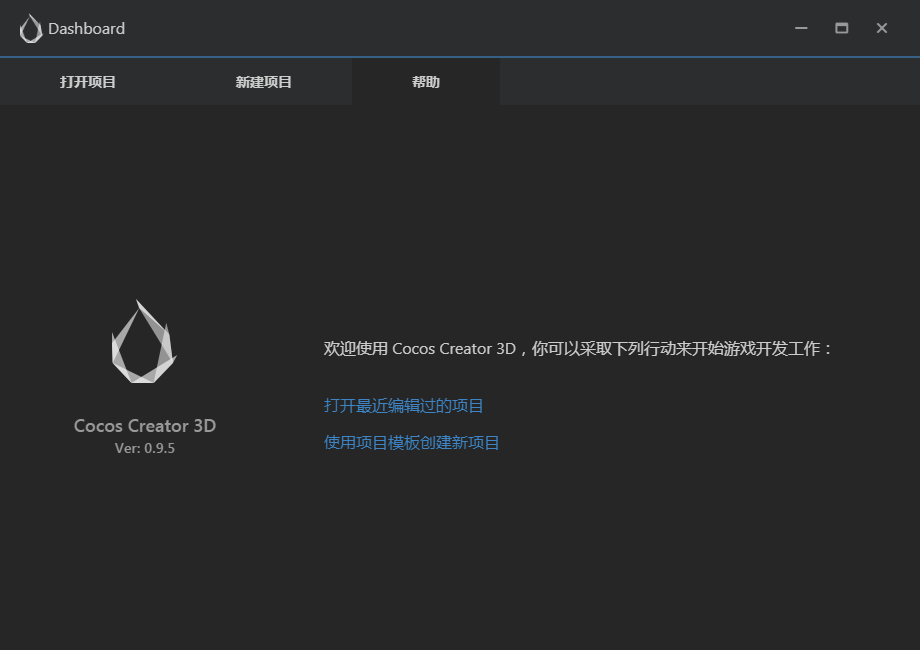 Dashboard
打开项目
新建项目
帮助
欢迎使用 Cocos Creator 3D，你可以采取下列行动来开始游戏开发工作：
打开最近编辑过的项目
使用项目模板创建新项目
Cocos Creator 3D
Ver: 0.9.5